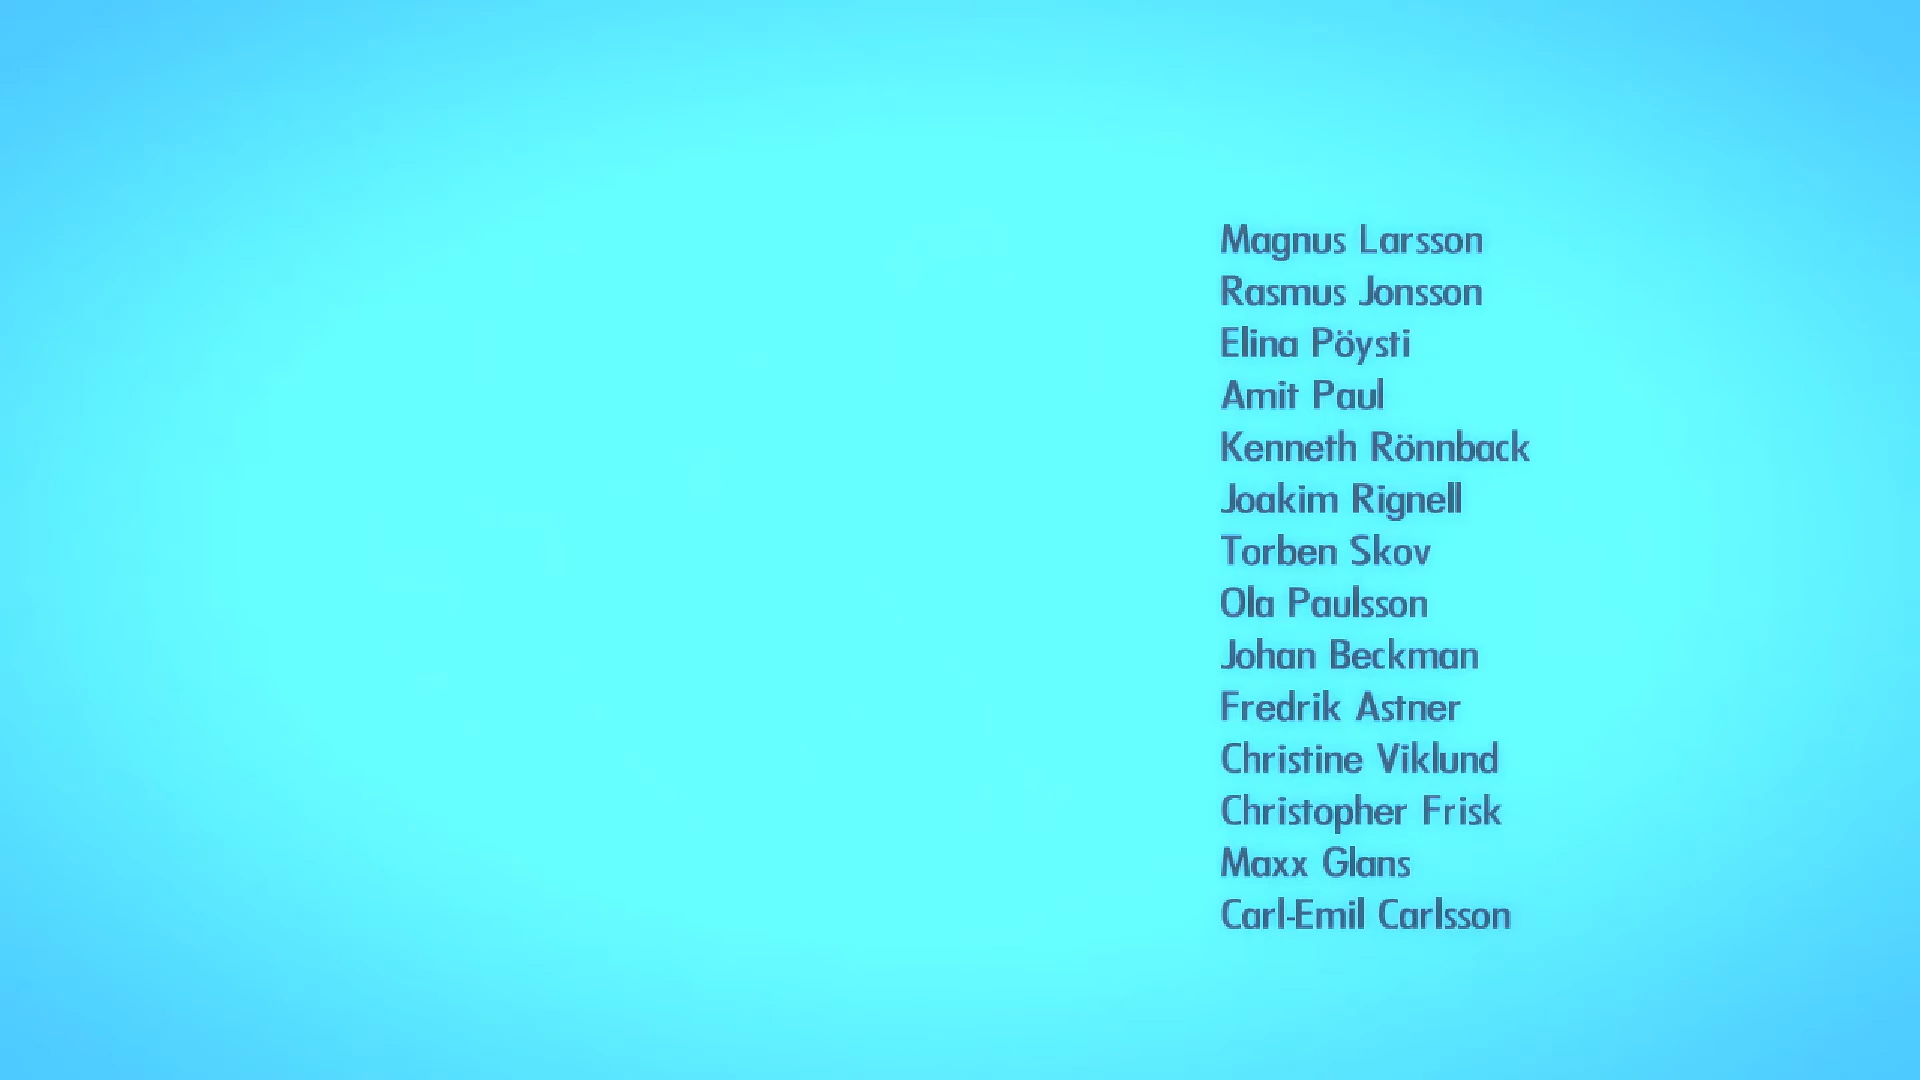 Magnus Larsson
Rasmus Jonsson
Elina Pöysti
Amit Paul
Kenneth Rönnback
Joakim Rignell
Torben Skov
Ola Paulsson
Johan Beckman
Fredrik Astner
Christine Viklund
Christopher Frisk
Maxx Glans
Carl-Emil Carlsson